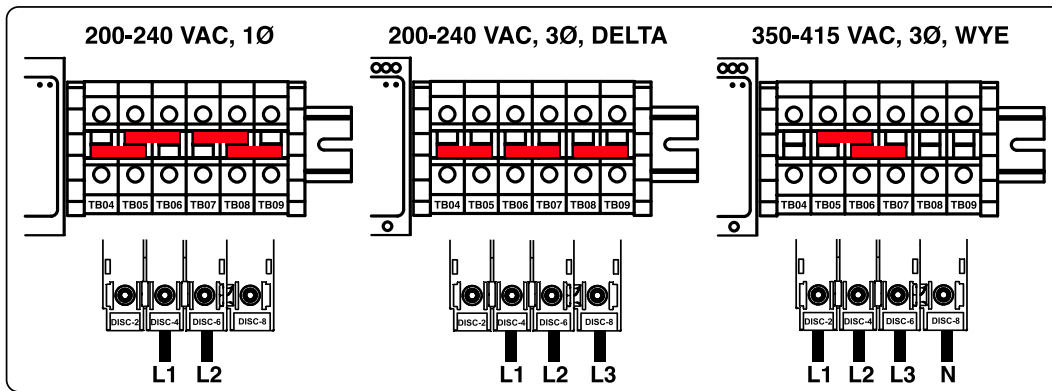 200-240 VAC, 1Ø
TB04 TB05 TB06 TB07 TB08 TB09
DISC-2 DISC-4 DISC-6 DISC-8
L1 L2
200-240 VAC, 3Ø, DELTA
TB04 TB05 TB06 TB07 TB08 TB09
DISC-2 DISC-4 DISC-6 DISC-8
L1 L2 L3
350-415 VAC, 3Ø, WYE
TB04 TB05 TB06 TB07 TB08 TB09
DISC-2 DISC-4 DISC-6 DISC-8
L1 L2 L3 N